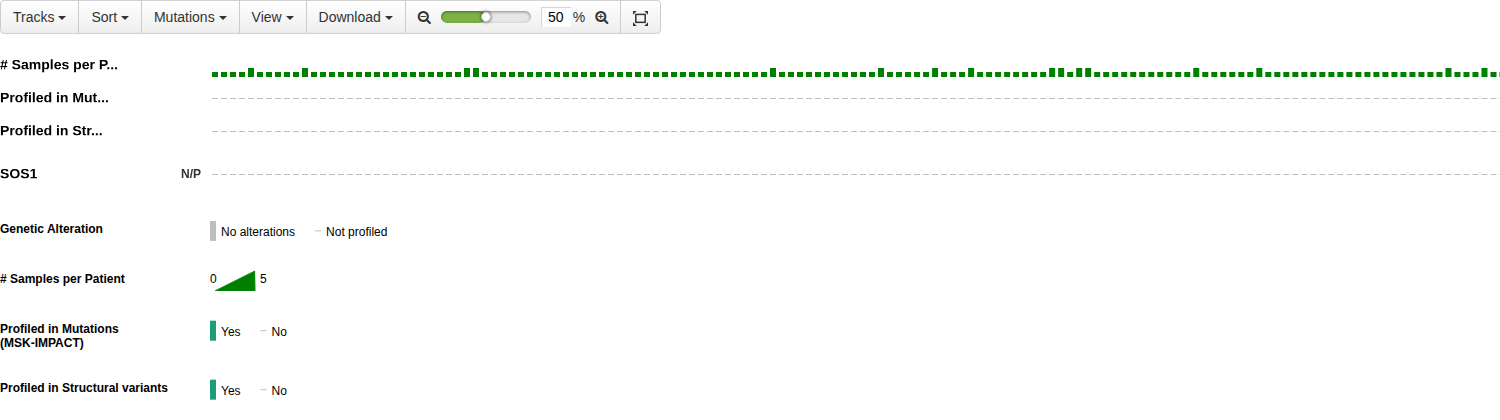 Tracks Sort Mutations View Download 50 %
# Samples per P...
Profiled in Mut...
Profiled in Str...
SOS1 N/P
Genetic Alteration No alterations Not profiled
# Samples per Patient 0 5
Profiled in Mutations
(MSK-IMPACT) Yes No
Profiled in Structural variants Yes No